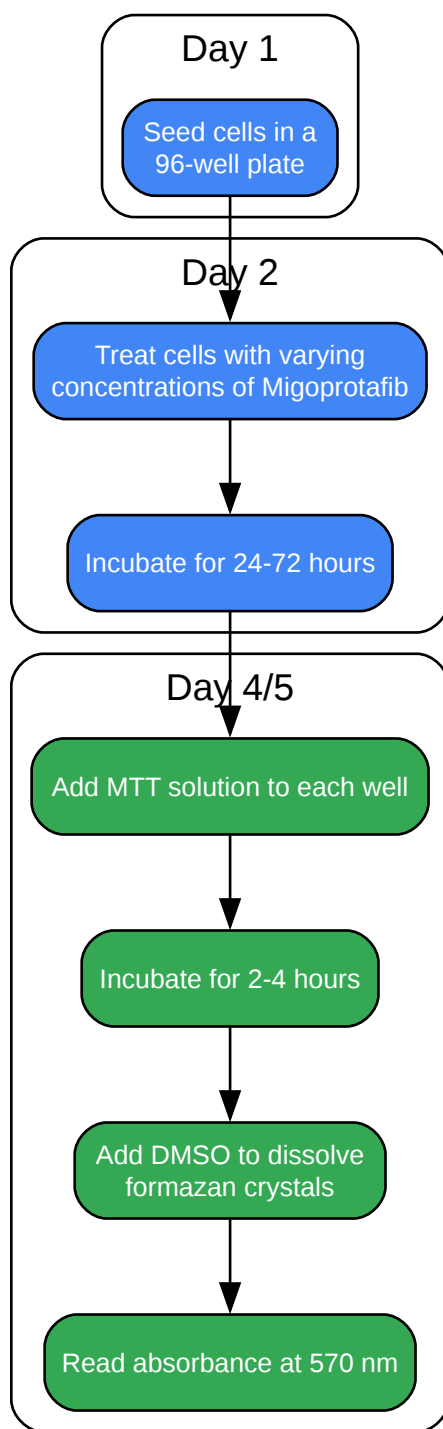 Day 1
Seed cells in a
96-well plate
Day 2
Treat cells with varying
concentrations of Migoprotafib
Incubate for 24-72 hours
Day 4/5
Add MTT solution to each well
Incubate for 2-4 hours
Add DMSO to dissolve
formazan crystals
Read absorbance at 570 nm